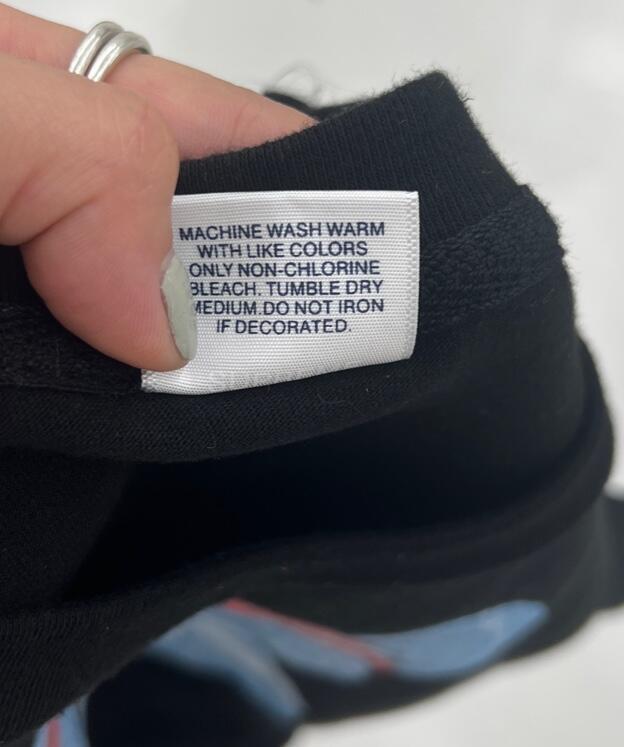 MACHINE WASH WARM
WITH LIKE COLORS
ONLY NON-CHLORINE
BLEACH. TUMBLE DRY
MEDIUM.DO NOT IRON
IF DECORATED.